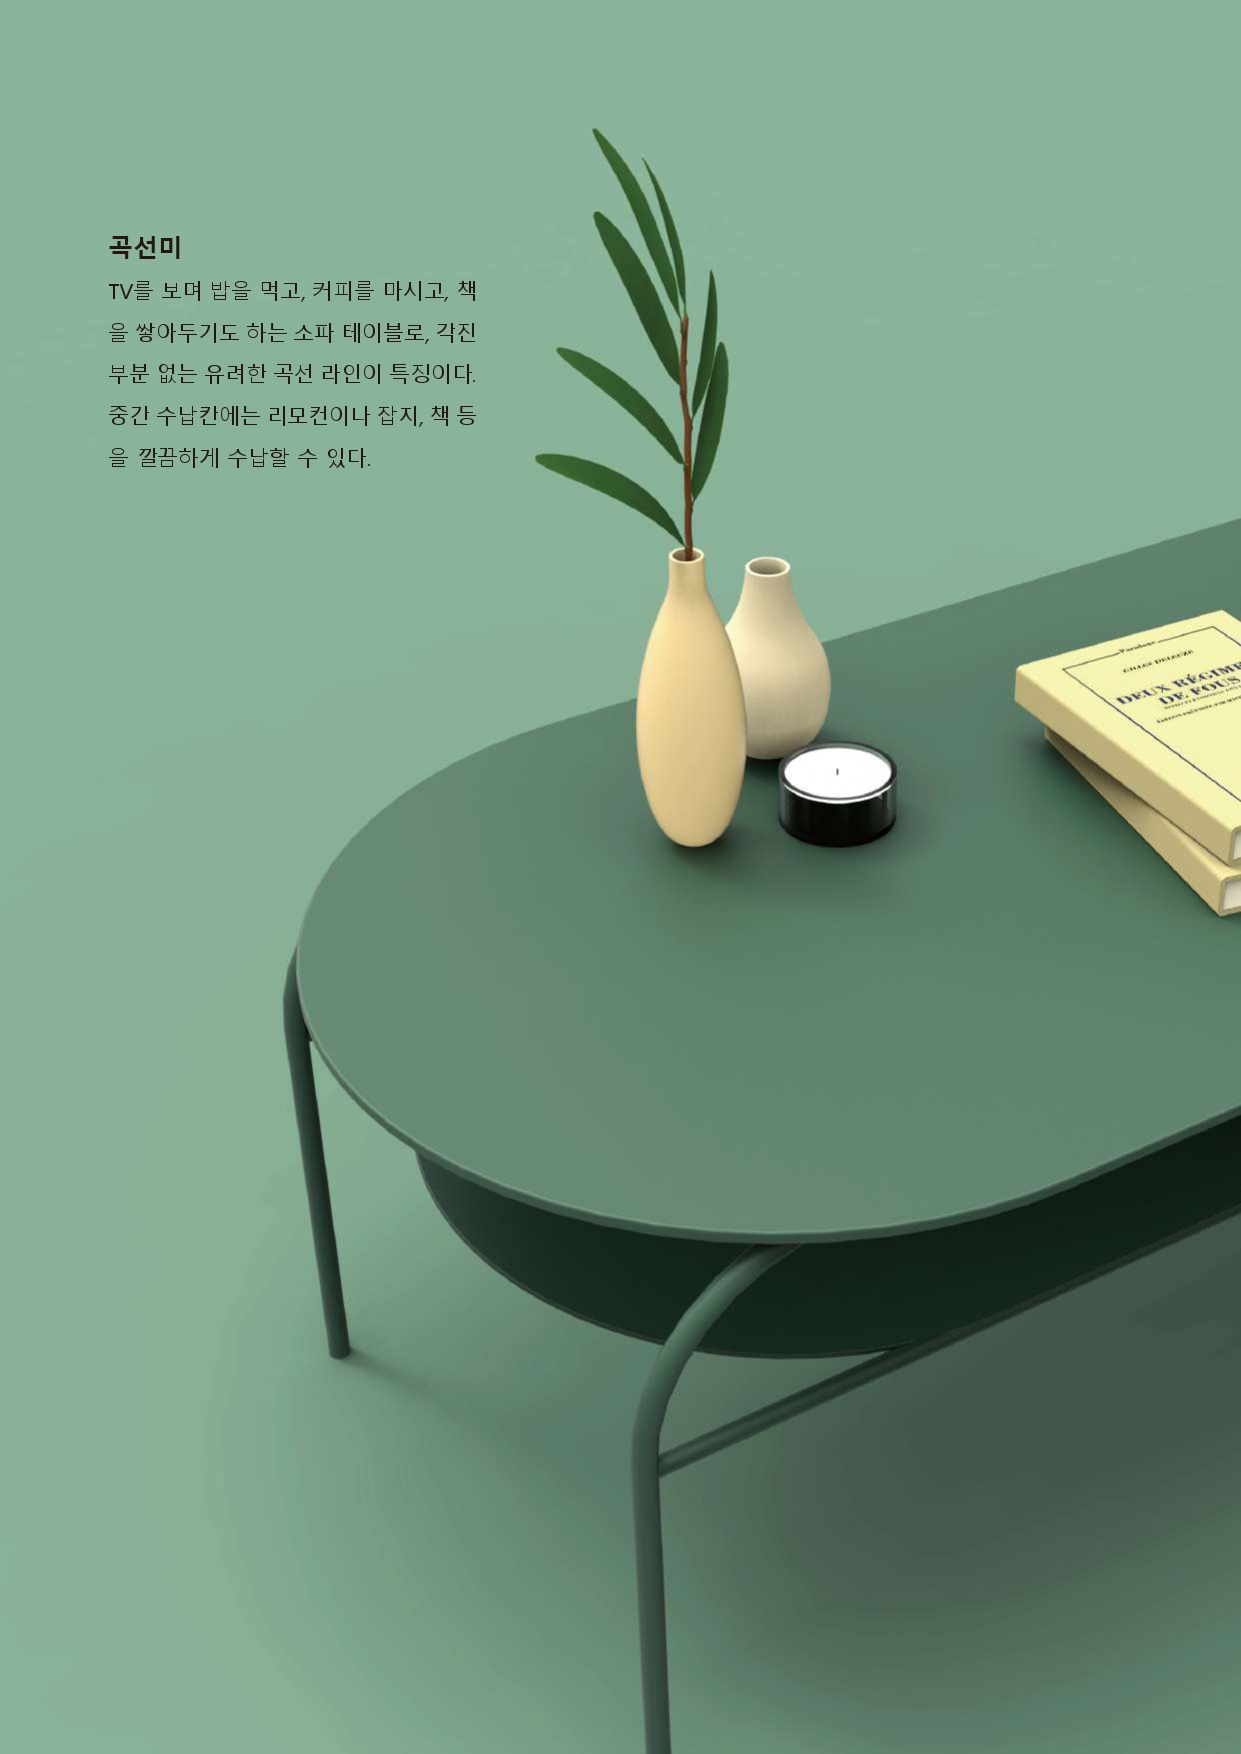 곡선미
TV를 보며 밥을 먹고, 커피를 마시고, 책
을 쌓아두기도 하는 소파 테이블로, 각진
부분 없는 유려한 곡선 라인이 특징이다.
중간 수납칸에는 리모컨이나 잡지, 책 등
을 깔끔하게 수납할 수 있다.
Paradoxe
GILLES DELEUZE
DEUX RÉGIME
DE FOUS